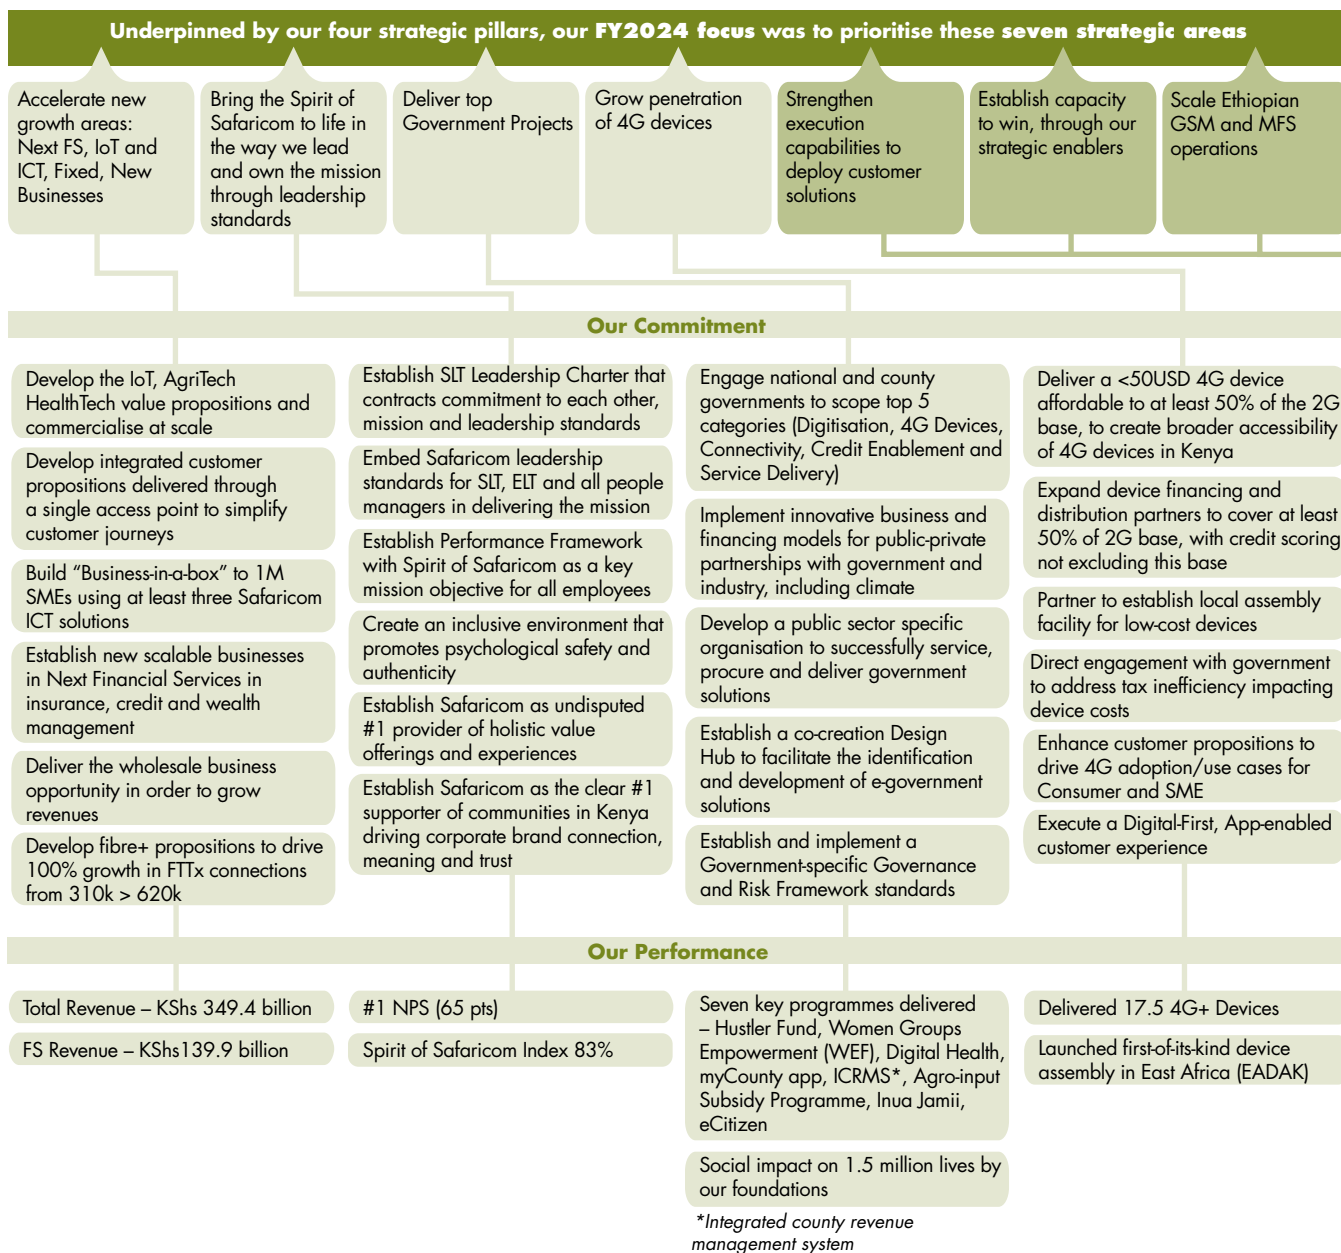 Underpinned by our four strategic pillars, our FY2024 focus was to prioritise these seven strategic areas
Accelerate new
growth areas:
Next FS, IoT and
ICT, Fixed, New
Businesses
Bring the Spirit of
Safaricom to life in
the way we lead
and own the mission
through leadership
standards
Deliver top
Government Projects
Grow penetration
of 4G devices
Strengthen
execution
capabilities to
deploy customer
solutions
Establish capacity
to win, through our
strategic enablers
Scale Ethiopian
GSM and MFS
operations
Our Commitment
Develop the IoT, AgriTech
HealthTech value propositions and
commercialise at scale
Develop integrated customer
propositions delivered through
a single access point to simplify
customer journeys
Build “Business-in-a-box” to 1M
SMEs using at least three Safaricom
ICT solutions
Establish new scalable businesses
in Next Financial Services in
insurance, credit and wealth
management
Deliver the wholesale business
opportunity in order to grow
revenues
Develop fibre+ propositions to drive
100% growth in FTTx connections
from 310k > 620k
Establish SLT Leadership Charter that
contracts commitment to each other,
mission and leadership standards
Embed Safaricom leadership
standards for SLT, ELT and all people
managers in delivering the mission
Establish Performance Framework
with Spirit of Safaricom as a key
mission objective for all employees
Create an inclusive environment that
promotes psychological safety and
authenticity
Establish Safaricom as undisputed
#1 provider of holistic value
offerings and experiences
Establish Safaricom as the clear #1
supporter of communities in Kenya
driving corporate brand connection,
meaning and trust
Engage national and county
governments to scope top 5
categories (Digitisation, 4G Devices,
Connectivity, Credit Enablement and
Service Delivery)
Implement innovative business and
financing models for public-private
partnerships with government and
industry, including climate
Develop a public sector specific
organisation to successfully service,
procure and deliver government
solutions
Establish a co-creation Design
Hub to facilitate the identification
and development of e-government
solutions
Establish and implement a
Government-specific Governance
and Risk Framework standards
Deliver a <50USD 4G device
affordable to at least 50% of the 2G
base, to create broader accessibility
of 4G devices in Kenya
Expand device financing and
distribution partners to cover at least
50% of 2G base, with credit scoring
not excluding this base
Partner to establish local assembly
facility for low-cost devices
Direct engagement with government
to address tax inefficiency impacting
device costs
Enhance customer propositions to
drive 4G adoption/use cases for
Consumer and SME
Execute a Digital-First, App-enabled
customer experience
Our Performance
Total Revenue – KShs 349.4 billion
FS Revenue – KShs139.9 billion
#1 NPS (65 pts)
Spirit of Safaricom Index 83%
Seven key programmes delivered
– Hustler Fund, Women Groups
Empowerment (WEF), Digital Health,
myCounty app, ICRMS*, Agro-input
Subsidy Programme, Inua Jamii,
eCitizen
Social impact on 1.5 million lives by
our foundations
*Integrated county revenue
management system
Delivered 17.5 4G+ Devices
Launched first-of-its-kind device
assembly in East Africa (EADAK)